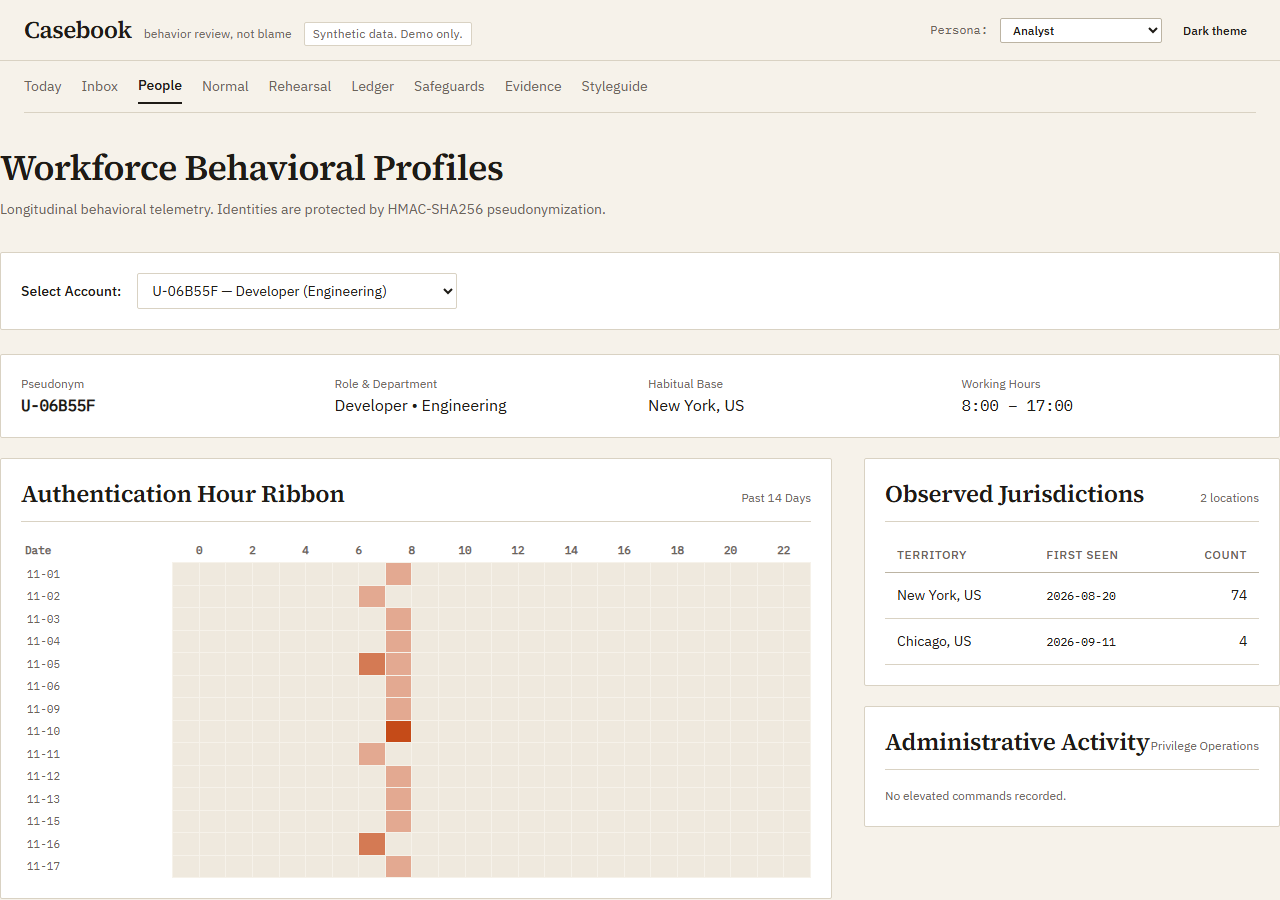 Casebook behavior review, not blame Synthetic data. Demo only. Persona: Analyst Dark theme
Today Inbox People Normal Rehearsal Ledger Safeguards Evidence Styleguide
Workforce Behavioral Profiles
Longitudinal behavioral telemetry. Identities are protected by HMAC-SHA256 pseudonymization.
Select Account: U-06B55F — Developer (Engineering)
Pseudonym Role & Department Habitual Base Working Hours
U-06B55F Developer • Engineering New York, US 8:00 – 17:00
Authentication Hour Ribbon Past 14 Days
Date 0 2 4 6 8 10 12 14 16 18 20 22
11-01
11-02
11-03
11-04
11-05
11-06
11-09
11-10
11-11
11-12
11-13
11-15
11-16
11-17
Observed Jurisdictions 2 locations
TERRITORY FIRST SEEN COUNT
New York, US 2026-08-20 74
Chicago, US 2026-09-11 4
Administrative Activity Privilege Operations
No elevated commands recorded.